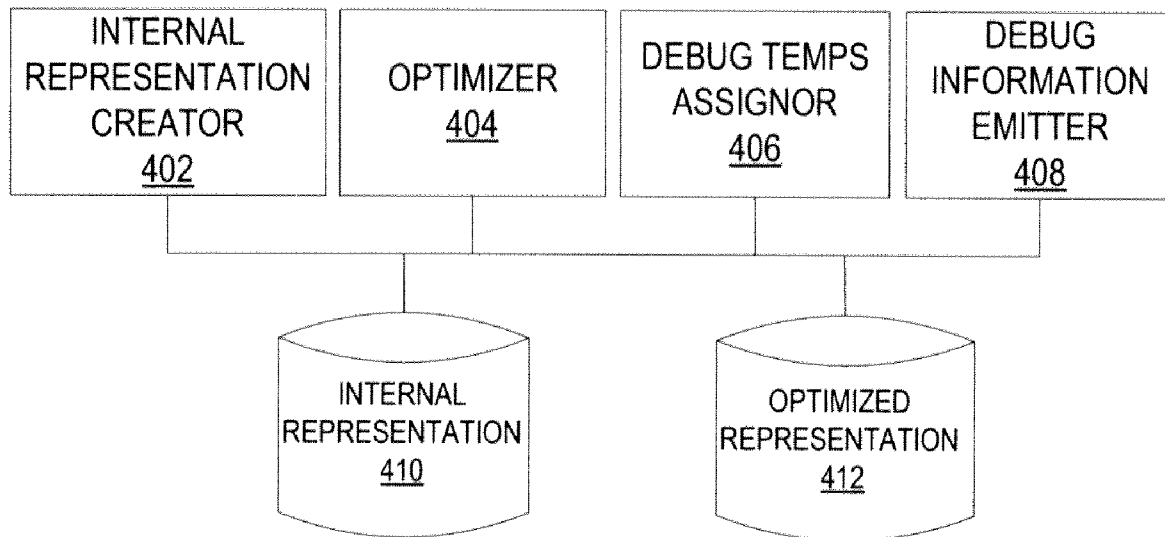 INTERNAL
REPRESENTATION
CREATOR
402
OPTIMIZER
404
DEBUG TEMPS
ASSIGNOR
406
DEBUG
INFORMATION
EMITTER
408
INTERNAL
REPRESENTATION
410
OPTIMIZED
REPRESENTATION
412